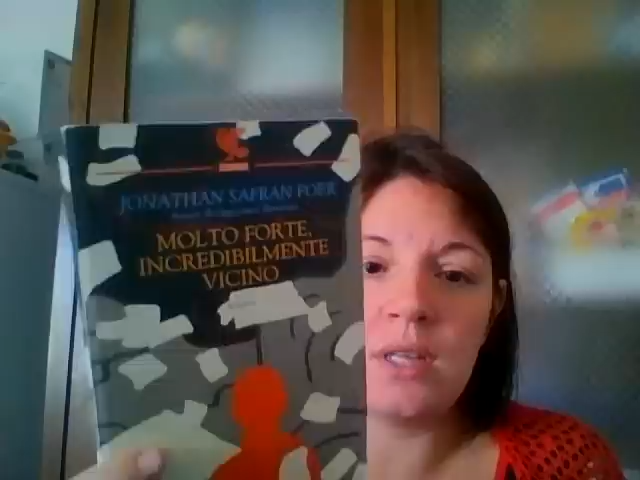 JONATHAN SAFRAN FOER
MOLTO FORTE,
INCREDIBILMENTE
VICINO